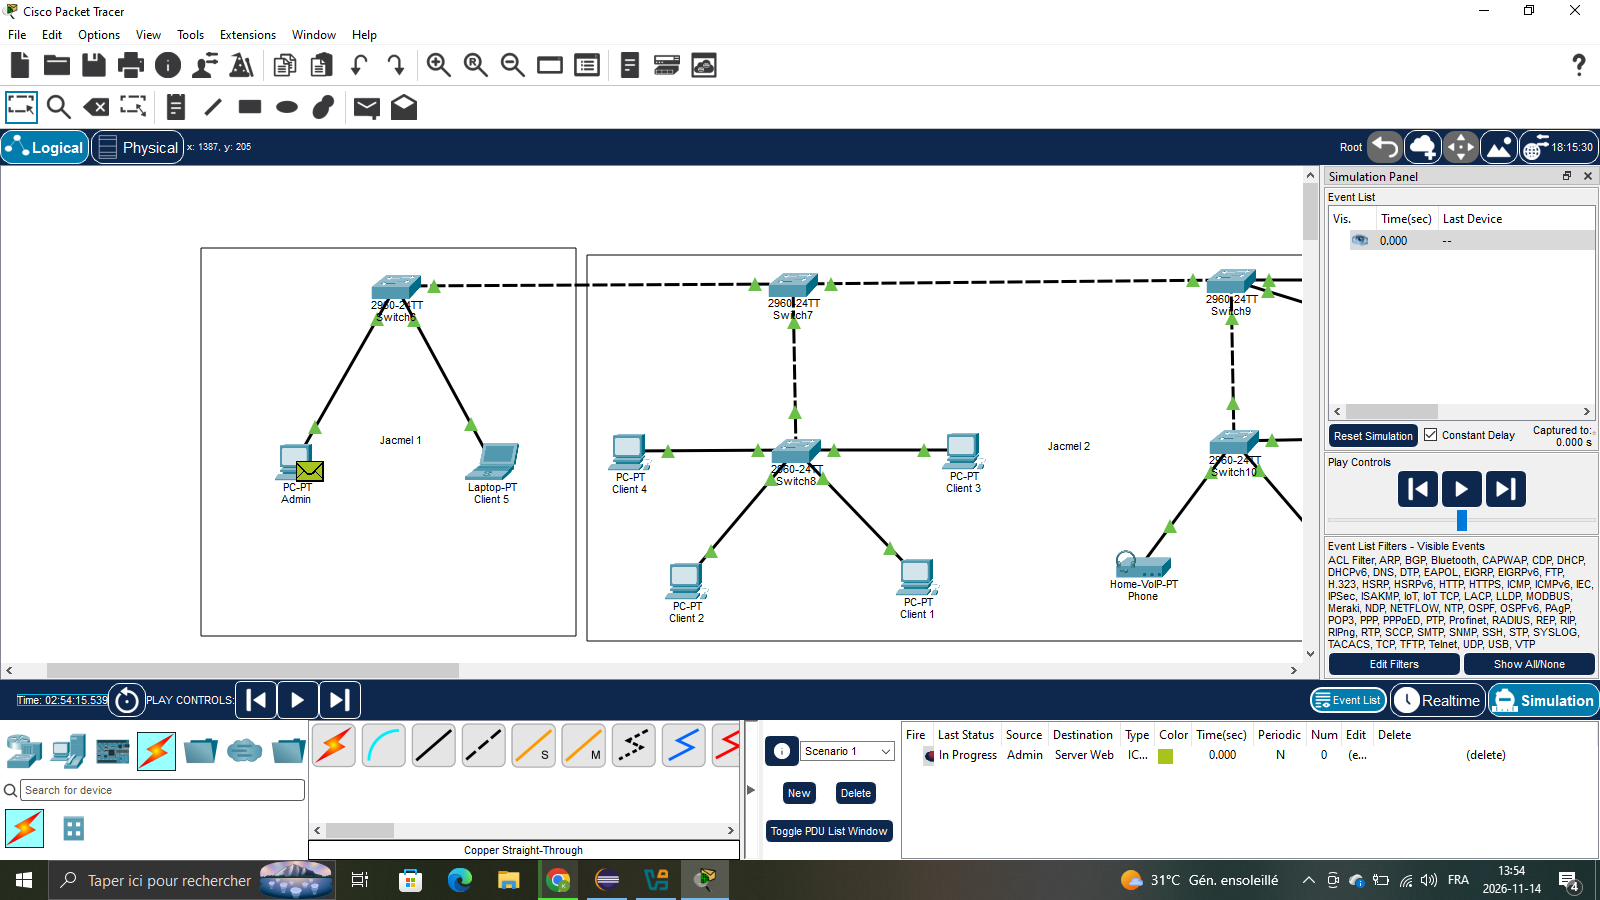 Cisco Packet Tracer
File Edit Options View Tools Extensions Window Help
Logical Physical x: 1387, y: 205 Root 18:15:30
Simulation Panel
Event List
Vis. Time(sec) Last Device
0.000 --
2960-24TT
Switch6
2960-24TT
Switch7
2960-24TT
Switch9
Jacmel 1
PC-PT
Admin
Laptop-PT
Client 5
PC-PT
Client 4
2960-24TT
Switch8
PC-PT
Client 3
Jacmel 2
2960-24TT
Switch10
PC-PT
Client 2
PC-PT
Client 1
Home-VoIP-PT
Phone
Reset Simulation Constant Delay Captured to:
0.000 s
Play Controls
Event List Filters - Visible Events
ACL Filter, ARP, BGP, Bluetooth, CAPWAP, CDP, DHCP,
DHCPv6, DNS, DTP, EAPOL, EIGRP, EIGRPv6, FTP,
H.323, HSRP, HSRPv6, HTTP, HTTPS, ICMP, ICMPv6, IEC,
IPSec, ISAKMP, IoT, IoT TCP, LACP, LLDP, MODBUS,
Meraki, NDP, NETFLOW, NTP, OSPF, OSPFv6, PAgP,
POP3, PPP, PPPoED, PTP, Profinet, RADIUS, REP, RIP,
RIPng, RTP, SCCP, SMTP, SNMP, SSH, STP, SYSLOG,
TACACS, TCP, TFTP, Telnet, UDP, USB, VTP
Edit Filters Show All/None
Time: 02:54:15.539 PLAY CONTROLS: Event List Realtime Simulation
S M
Search for device
Copper Straight-Through
Scenario 1
New Delete
Toggle PDU List Window
Fire Last Status Source Destination Type Color Time(sec) Periodic Num Edit Delete
In Progress Admin Server Web IC... 0.000 N 0 (e... (delete)
Taper ici pour rechercher
31°C Gén. ensoleillé FRA
13:54
2026-11-14
4